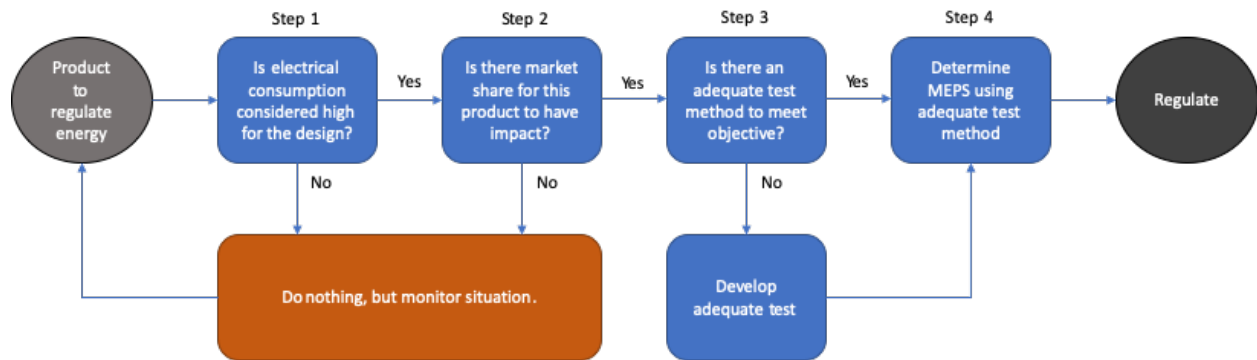 Step 1
Step 2
Step 3
Step 4
Product
to
regulate
energy
Is electrical
consumption
considered high
for the design?
Yes
Is there market
share for this
product to have
impact?
Yes
Is there an
adequate test
method to meet
objective?
Yes
Determine
MEPS using
adequate test
method
Regulate
No
No
No
Do nothing, but monitor situation.
Develop
adequate test